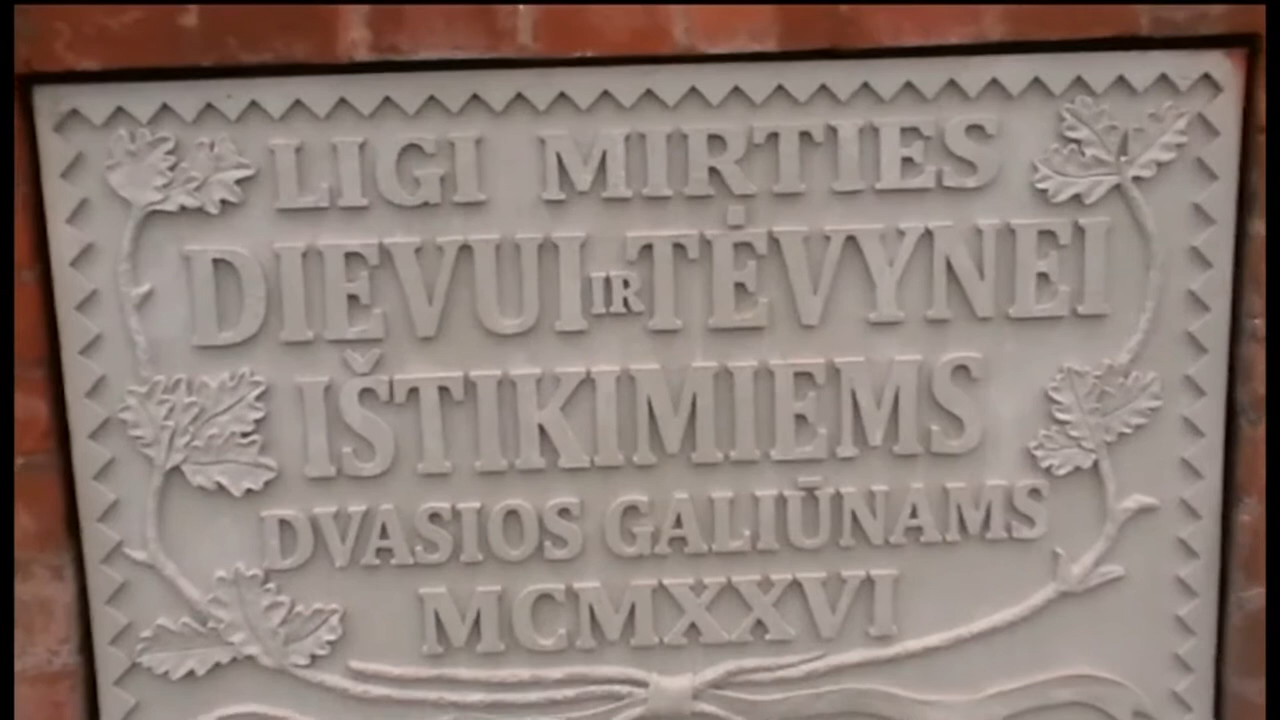 LIGI MIRTIES
DIEVUI IR TĖVYNEI
IŠTIKIMIEMS
DVASIOS GALIŪNAMS
MCMXXVI